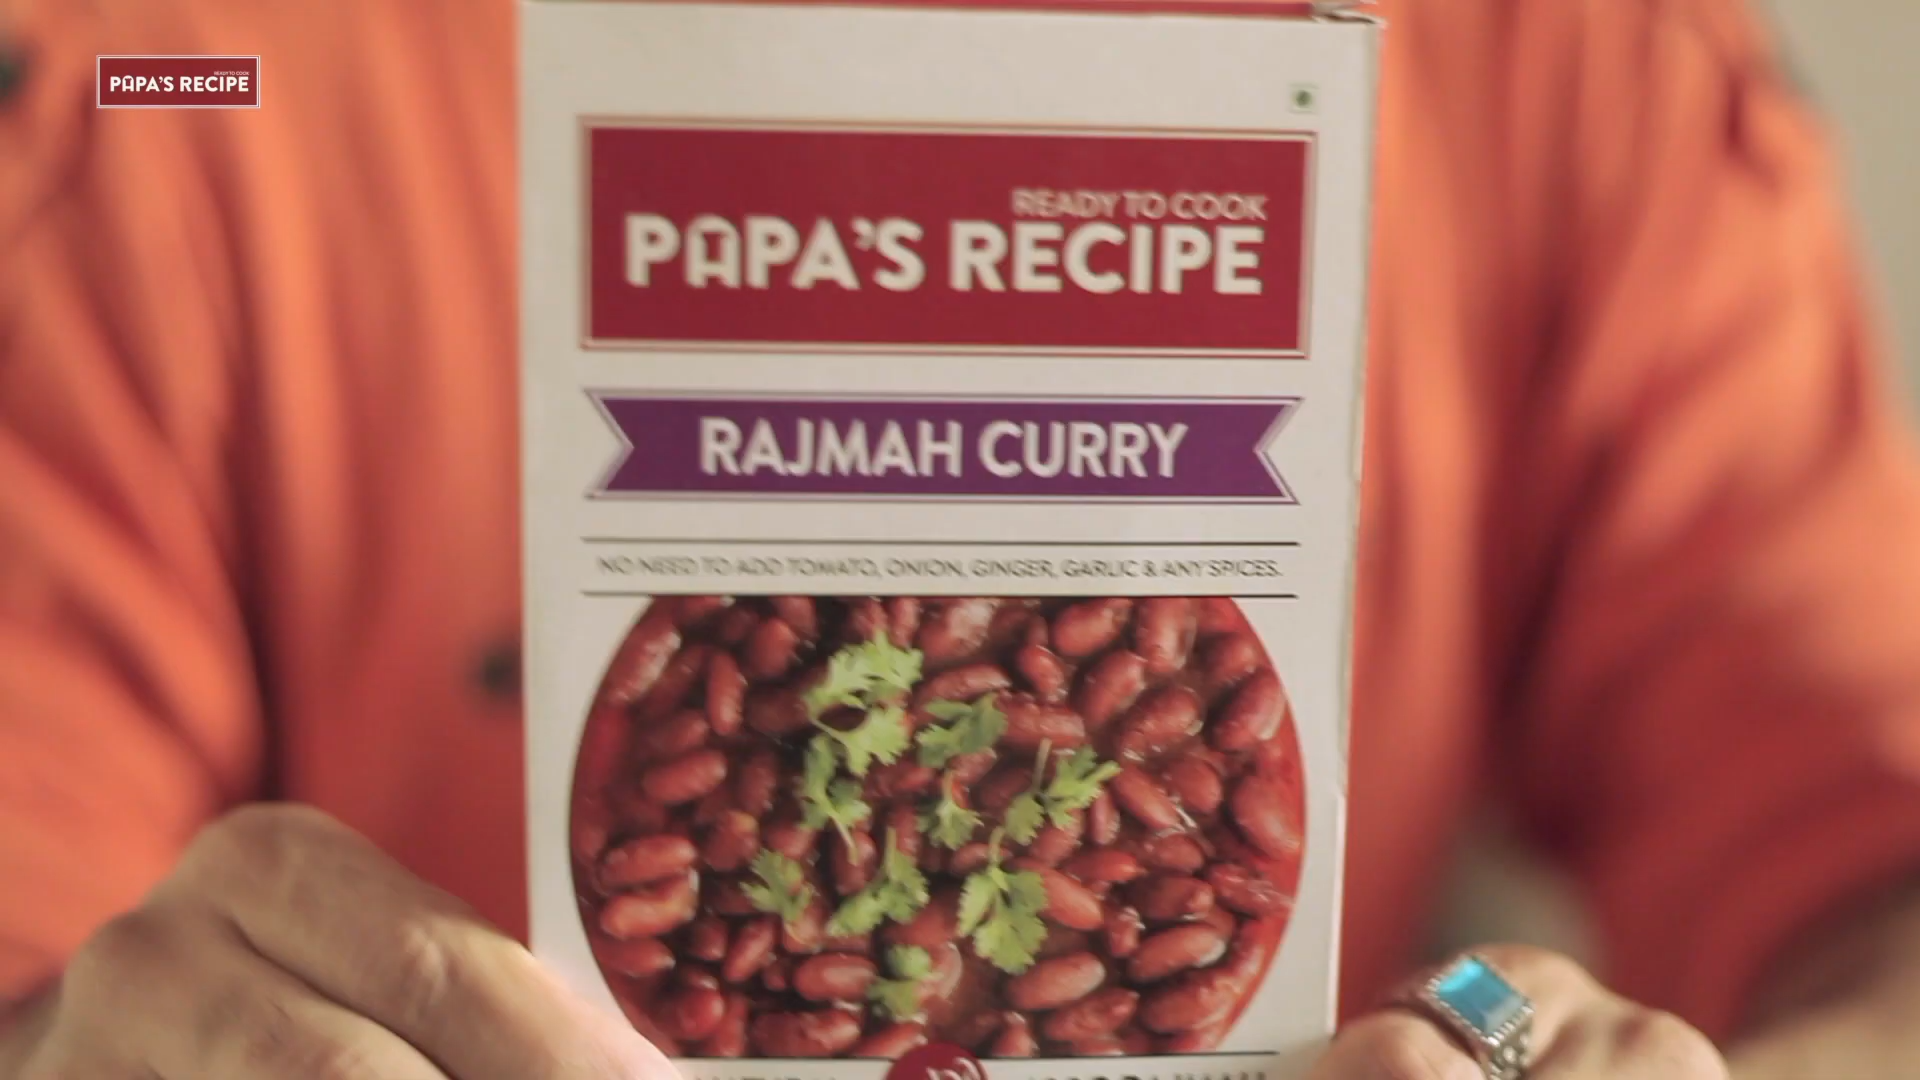 READY TO COOK
PAPA'S RECIPE
READY TO COOK
PAPA'S RECIPE
RAJMAH CURRY
NO NEED TO ADD TOMATO, ONION, GINGER, GARLIC & ANY SPICES.